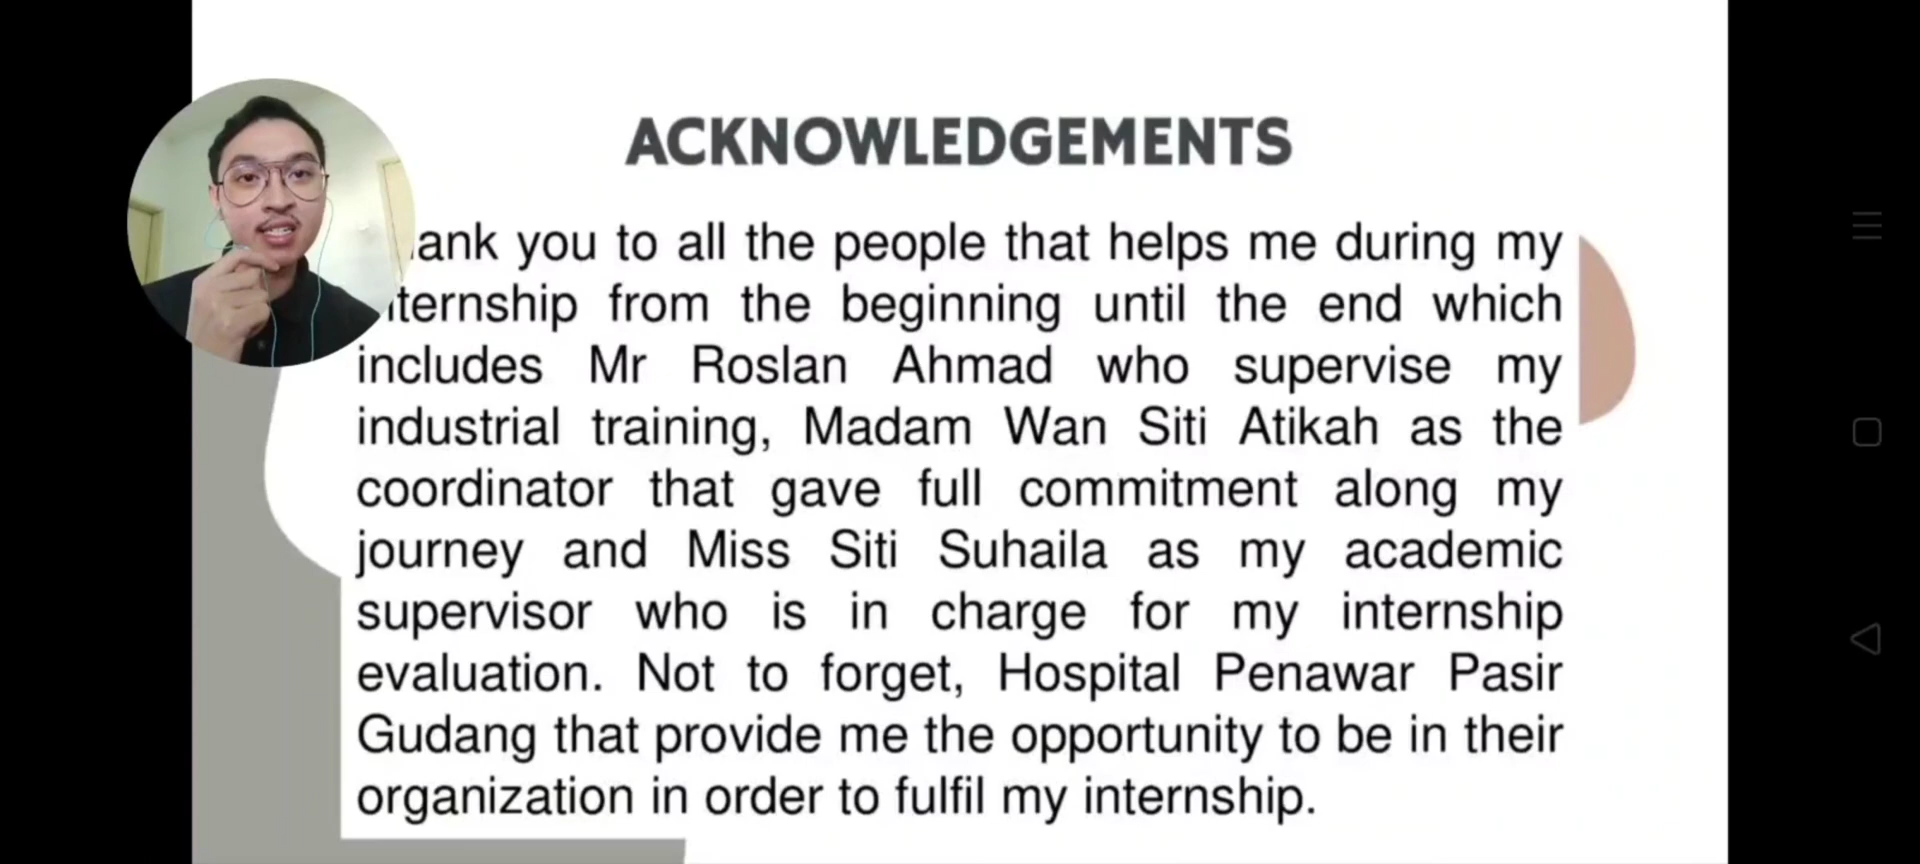 ACKNOWLEDGEMENTS
you to all the people that helps me during my
from the beginning until the end which
includes Mr Roslan Ahmad who supervise my
industrial training, Madam Wan Siti Atikah as the
coordinator that gave full commitment along my
journey and Miss Siti Suhaila as my academic
supervisor who is in charge for my internship
evaluation. Not to forget, Hospital Penawar Pasir
Gudang that provide me the opportunity to be in their
organization in order to fulfil my internship.